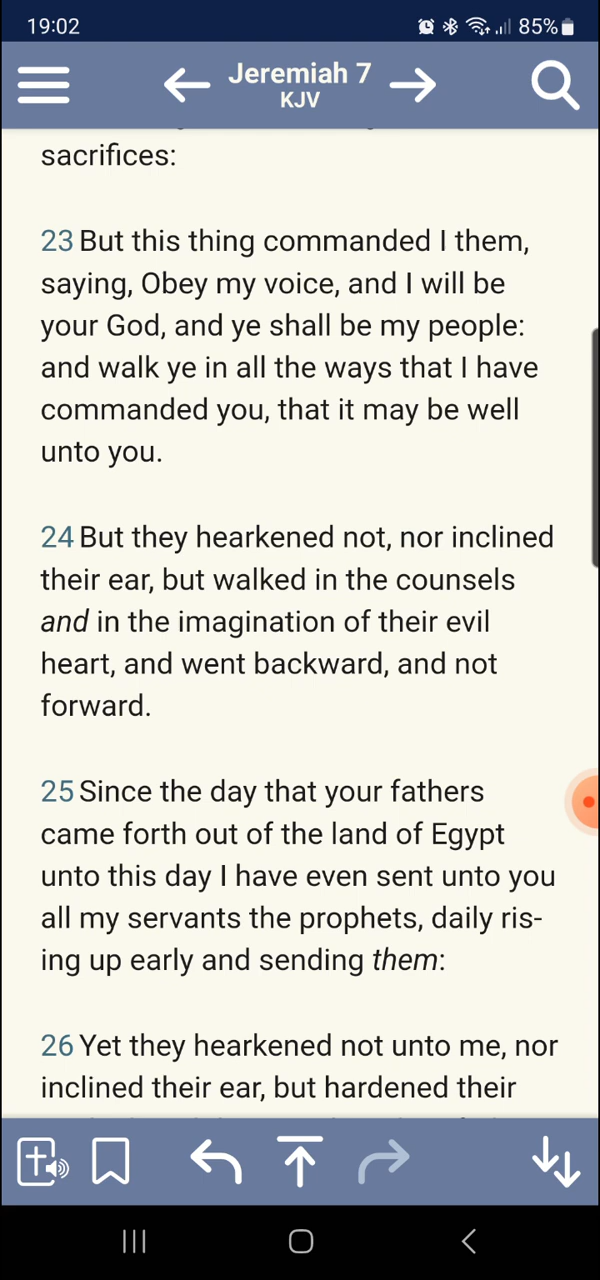 19:02
85%
Jeremiah 7
KJV
sacrifices:
23 But this thing commanded I them,
saying, Obey my voice, and I will be
your God, and ye shall be my people:
and walk ye in all the ways that I have
commanded you, that it may be well
unto you.
24 But they hearkened not, nor inclined
their ear, but walked in the counsels
and in the imagination of their evil
heart, and went backward, and not
forward.
25 Since the day that your fathers
came forth out of the land of Egypt
unto this day I have even sent unto you
all my servants the prophets, daily ris-
ing up early and sending them:
26 Yet they hearkened not unto me, nor
inclined their ear, but hardened their